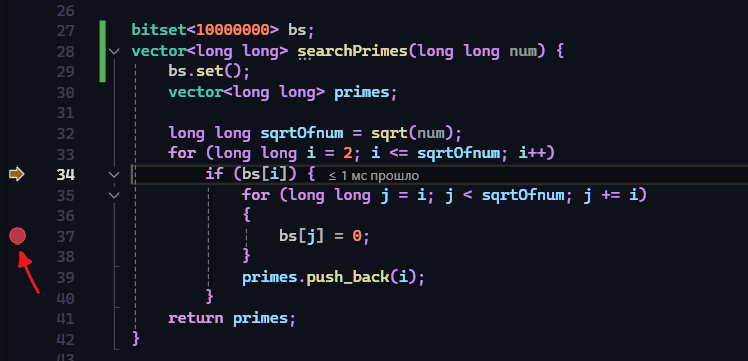 26
27 bitset<10000000> bs;
28 vector<long long> searchPrimes(long long num) {
29 bs.set();
30 vector<long long> primes;
31
32 long long sqrtOfnum = sqrt(num);
33 for (long long i = 2; i <= sqrtOfnum; i++)
34 if (bs[i]) { ≤ 1 мс прошло
35 for (long long j = i; j < sqrtOfnum; j += i)
36 {
37 bs[j] = 0;
38 }
39 primes.push_back(i);
40 }
41 return primes;
42 }
43